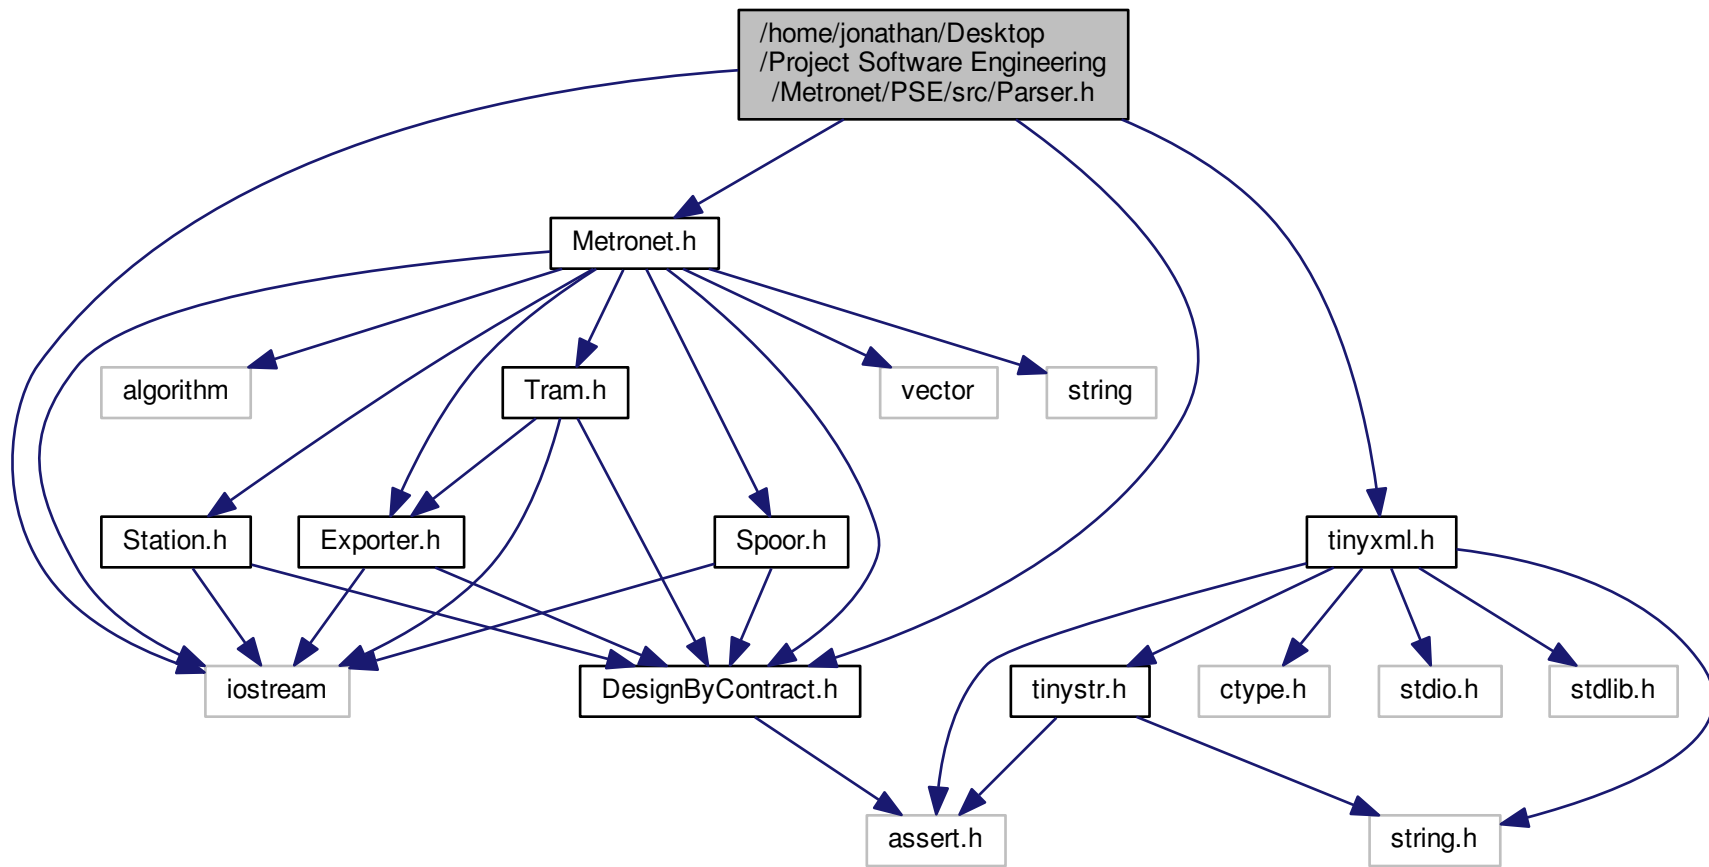 /home/jonathan/Desktop
/Project Software Engineering
/Metronet/PSE/src/Parser.h
Metronet.h
algorithm
Tram.h
vector
string
Station.h
Exporter.h
Spoor.h
tinyxml.h
iostream
DesignByContract.h
tinystr.h
ctype.h
stdio.h
stdlib.h
assert.h
string.h